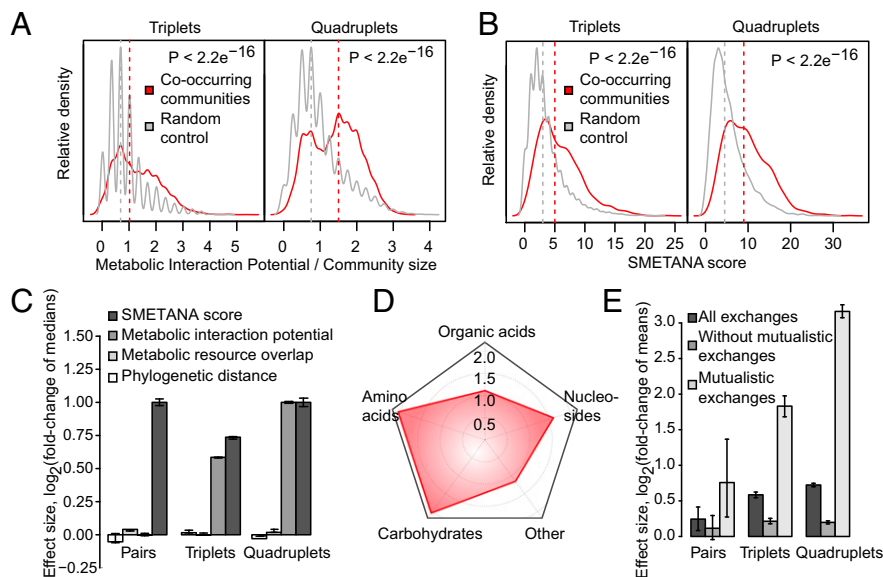 A
Triplets
Quadruplets
P < 2.2e−16
P < 2.2e−16
Co-occurring
communities
Random
control
Relative density
0 1 2 3 4 5
0 1 2 3 4
Metabolic Interaction Potential / Community size
B
Triplets
Quadruplets
P < 2.2e−16
P < 2.2e−16
Co-occurring
communities
Random
control
Relative density
0 5 10 15 20 25
0 10 20 30
SMETANA score
C
Effect size, log2(fold-change of medians)
SMETANA score
Metabolic interaction potential
Metabolic resource overlap
Phylogenetic distance
1.50
1.25
1.00
0.75
0.50
0.25
0.00
−0.25
Pairs
Triplets
Quadruplets
D
Organic acids
2.0
1.5
1.0
0.5
Amino
acids
Nucleo-
sides
Carbohydrates
Other
E
Effect size, log2(fold-change of means)
All exchanges
Without mutualistic
exchanges
Mutualistic
exchanges
3.0
2.5
2.0
1.5
1.0
0.5
0.0
Pairs
Triplets
Quadruplets